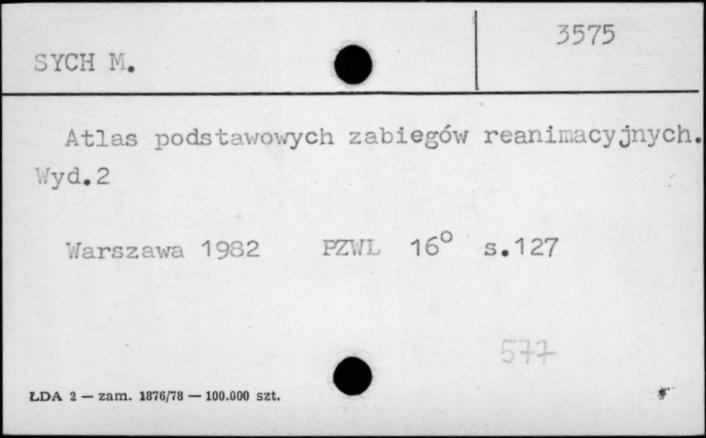 3575
SYCH M.
Atlas podstawowych zabiegów reanimacyjnych.
Wyd.2
Warszawa 1982 PZWL 16° s.127
577
ŁDA 2 — zam. 1876/78 — 100.000 szt.